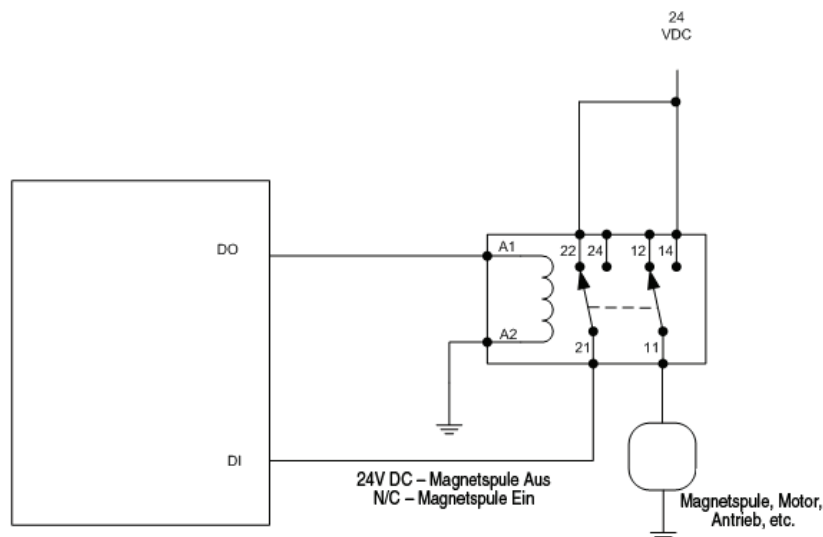 24
VDC
DO
A1
22 24 12 14
A2
21 11
DI
24V DC – Magnetspule Aus
N/C – Magnetspule Ein
Magnetspule, Motor,
Antrieb, etc.